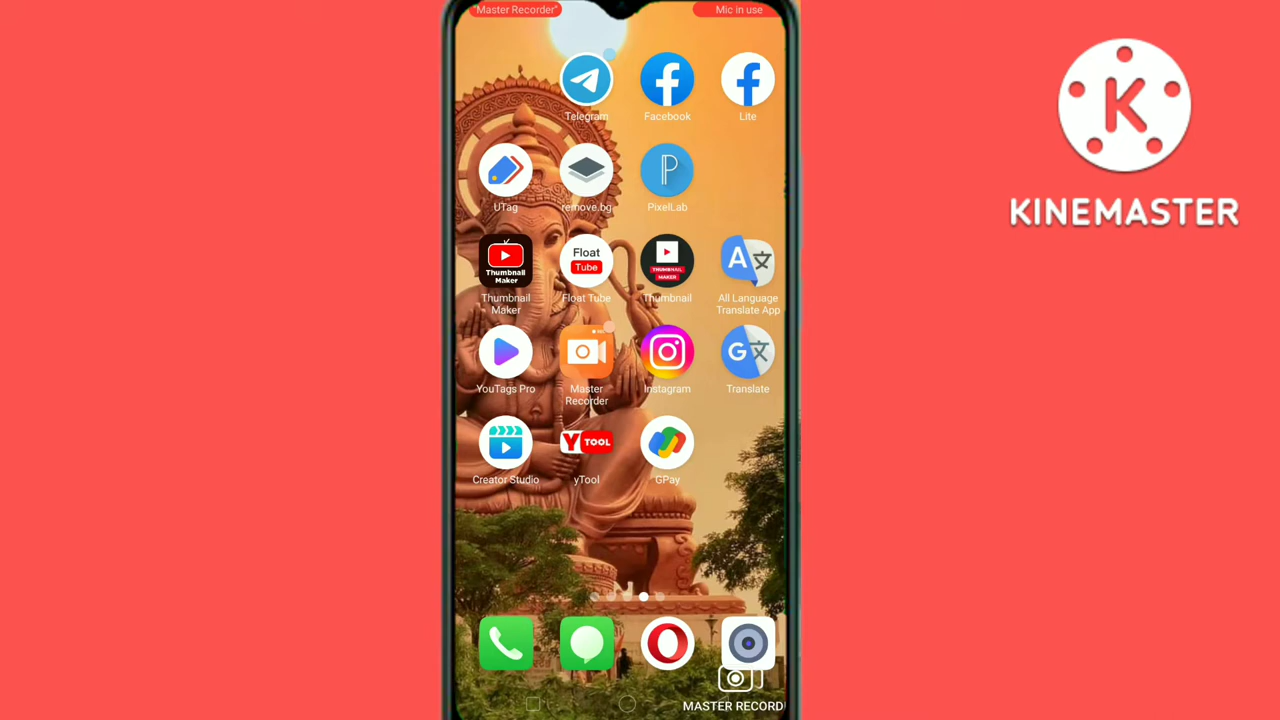 "Master Recorder"
Mic in use
Telegram
Facebook
Lite
UTag
remove.bg
PixelLab
Thumbnail
Maker
Float
Tube
THUMBNAIL
MAKER
A
Thumbnail
Maker
Float Tube
Thumbnail
All Language
Translate App
G
YouTags Pro
Master
Recorder
Instagram
Translate
Y TOOL
Creator Studio
yTool
GPay
MASTER RECORD
K
KINEMASTER